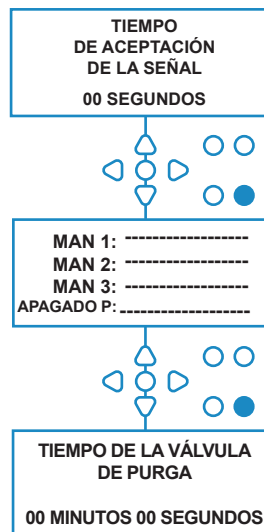 TIEMPO
DE ACEPTACIÓN
DE LA SEÑAL
00 SEGUNDOS
MAN 1: -------------------
MAN 2: -------------------
MAN 3: -------------------
APAGADO P: --------------------
TIEMPO DE LA VÁLVULA
DE PURGA
00 MINUTOS 00 SEGUNDOS